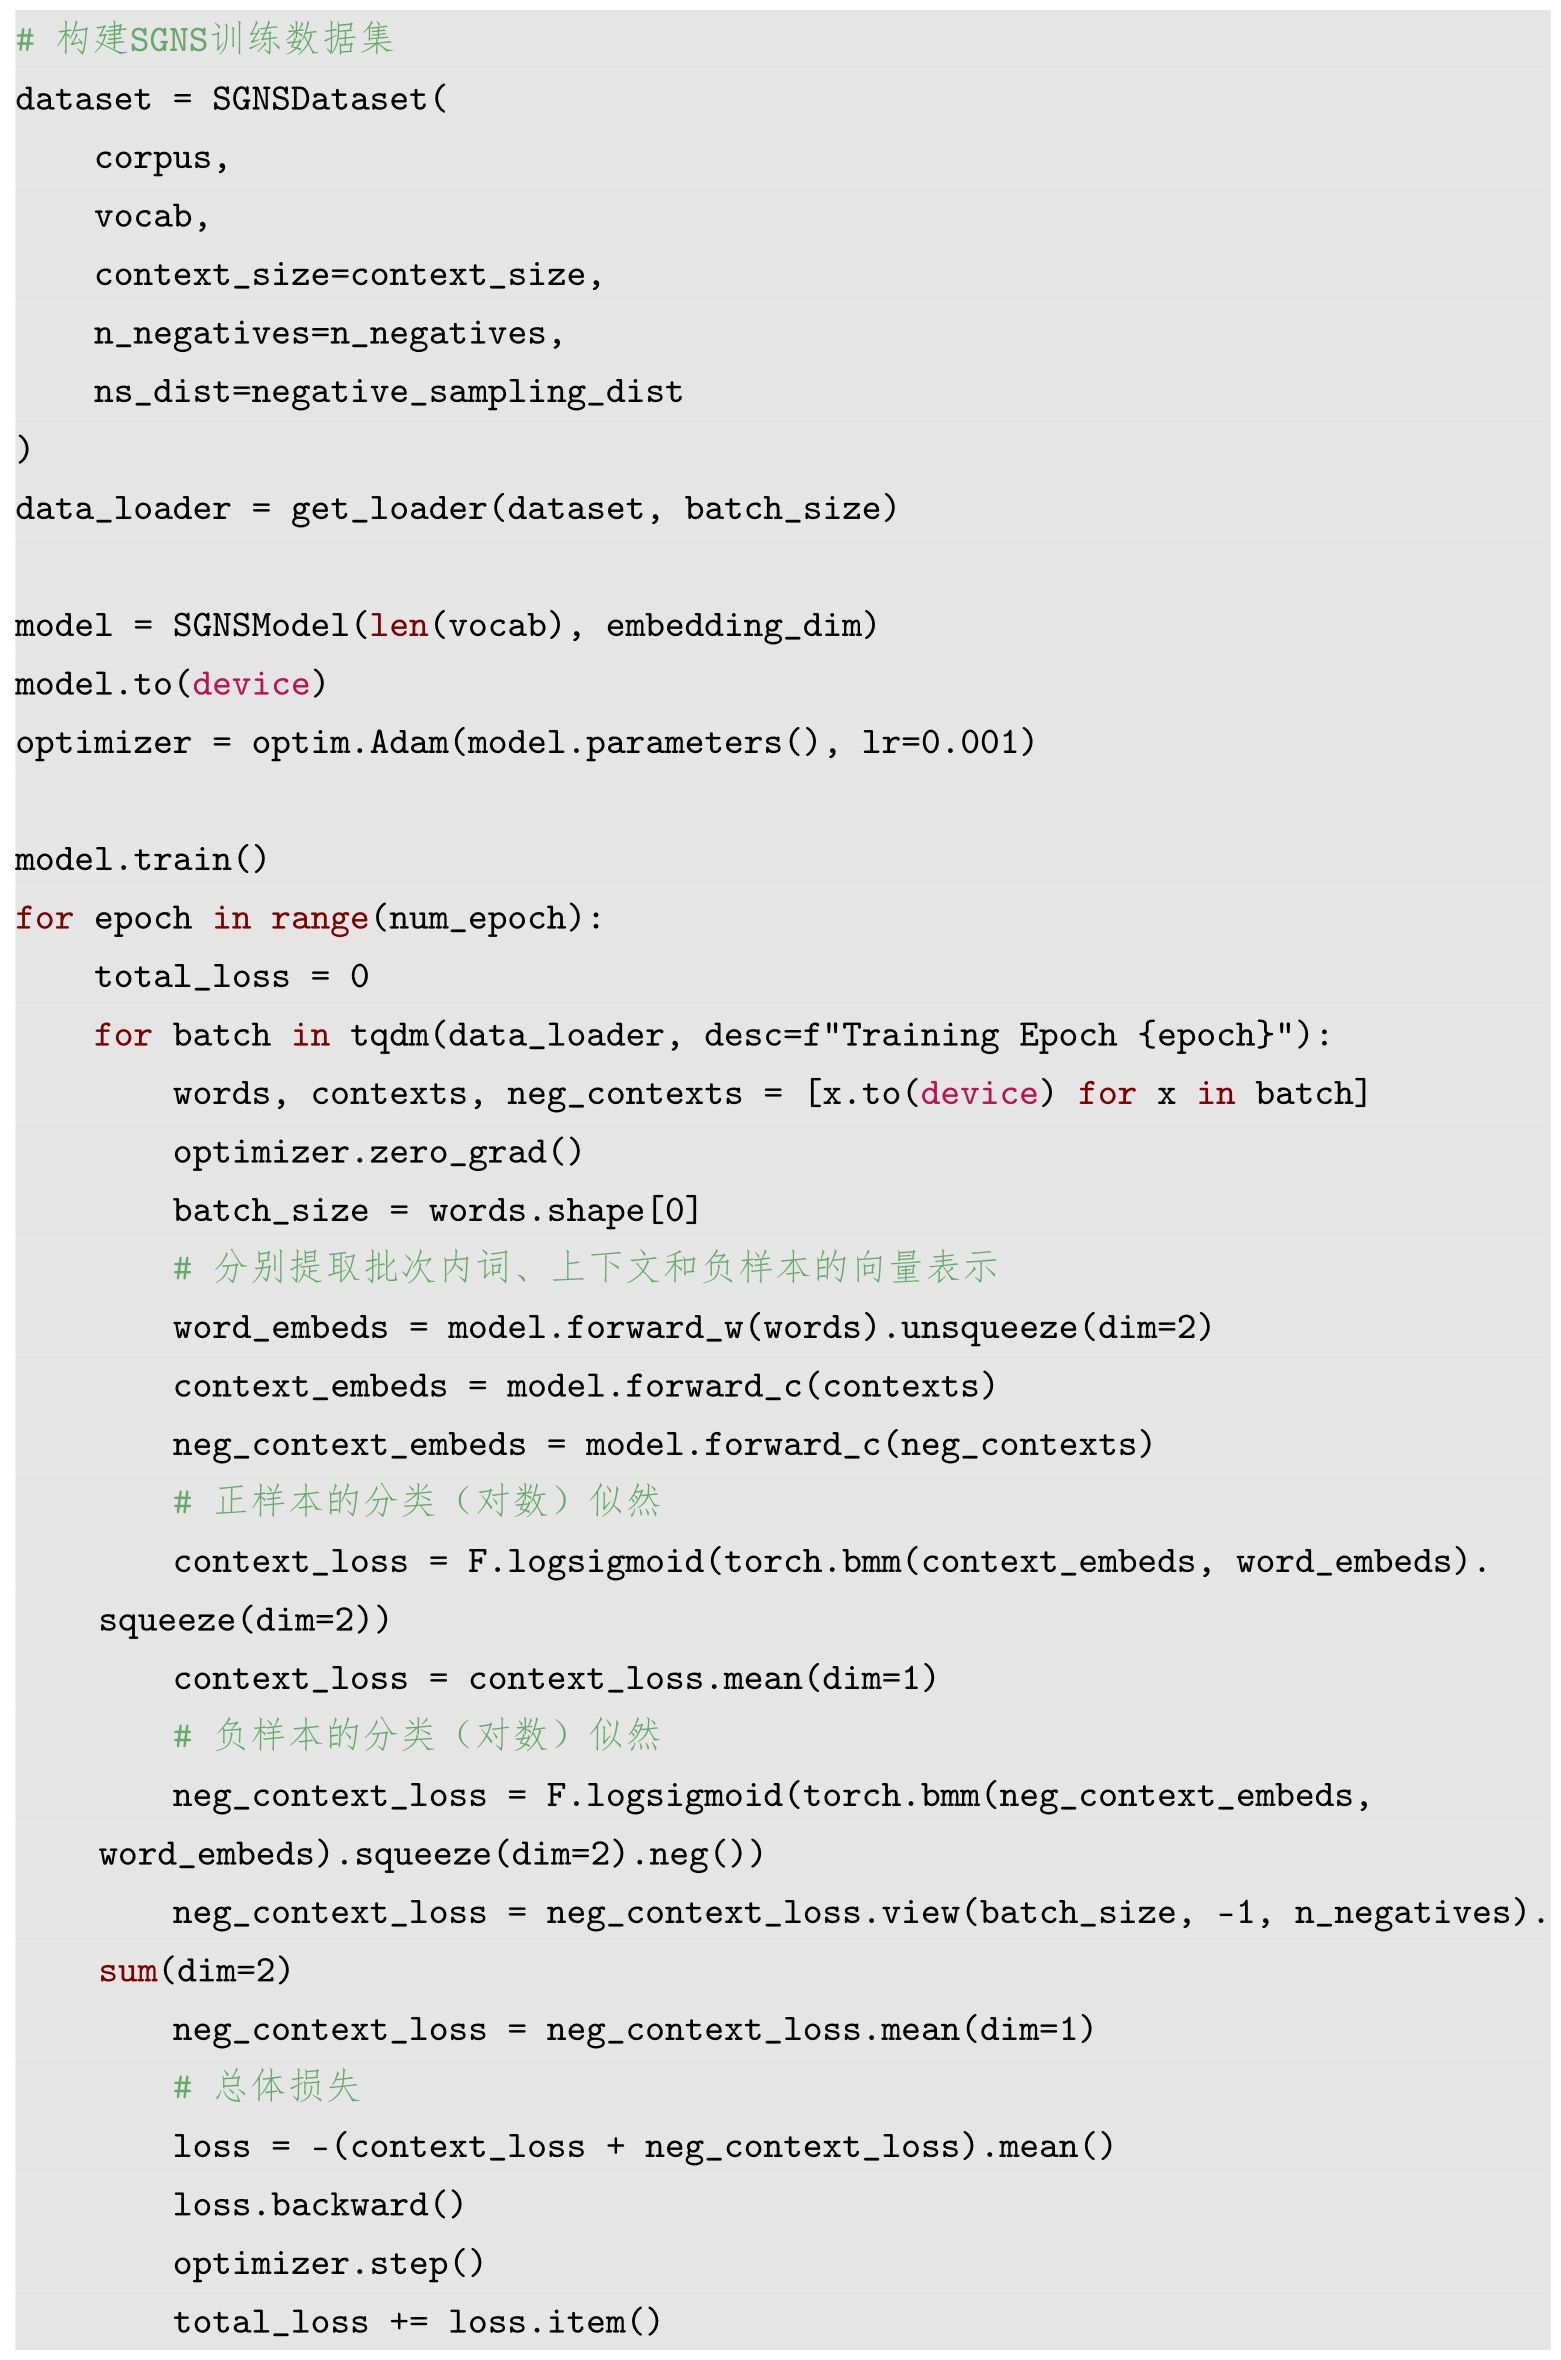 # 构建SGNS训练数据集
dataset = SGNSDataset(
    corpus,
    vocab,
    context_size=context_size,
    n_negatives=n_negatives,
    ns_dist=negative_sampling_dist
)
data_loader = get_loader(dataset, batch_size)

model = SGNSModel(len(vocab), embedding_dim)
model.to(device)
optimizer = optim.Adam(model.parameters(), lr=0.001)

model.train()
for epoch in range(num_epoch):
    total_loss = 0
    for batch in tqdm(data_loader, desc=f"Training Epoch {epoch}"):
        words, contexts, neg_contexts = [x.to(device) for x in batch]
        optimizer.zero_grad()
        batch_size = words.shape[0]
        # 分别提取批次内词、上下文和负样本的向量表示
        word_embeds = model.forward_w(words).unsqueeze(dim=2)
        context_embeds = model.forward_c(contexts)
        neg_context_embeds = model.forward_c(neg_contexts)
        # 正样本的分类（对数）似然
        context_loss = F.logsigmoid(torch.bmm(context_embeds, word_embeds).
    squeeze(dim=2))
        context_loss = context_loss.mean(dim=1)
        # 负样本的分类（对数）似然
        neg_context_loss = F.logsigmoid(torch.bmm(neg_context_embeds,
    word_embeds).squeeze(dim=2).neg())
        neg_context_loss = neg_context_loss.view(batch_size, -1, n_negatives).
    sum(dim=2)
        neg_context_loss = neg_context_loss.mean(dim=1)
        # 总体损失
        loss = -(context_loss + neg_context_loss).mean()
        loss.backward()
        optimizer.step()
        total_loss += loss.item()